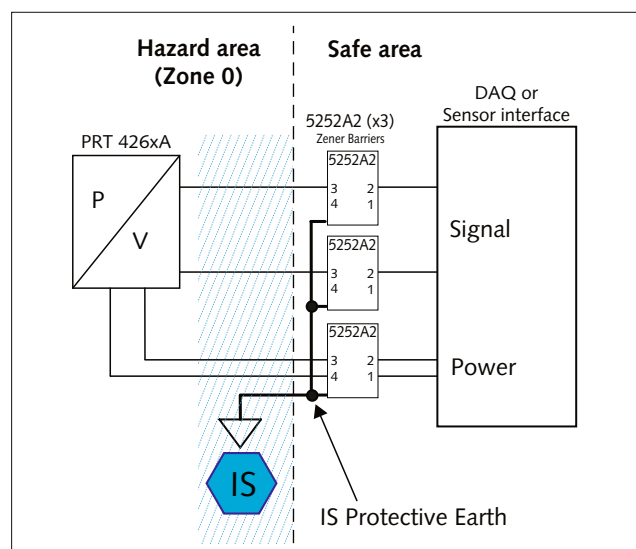 Hazard area
(Zone 0)
Safe area
DAQ or
Sensor interface
5252A2 (x3)
Zener Barriers
PRT 426xA
P
V
5252A2
3 2
4 1
Signal
5252A2
3 2
4 1
5252A2
3 2
4 1
Power
IS
IS Protective Earth